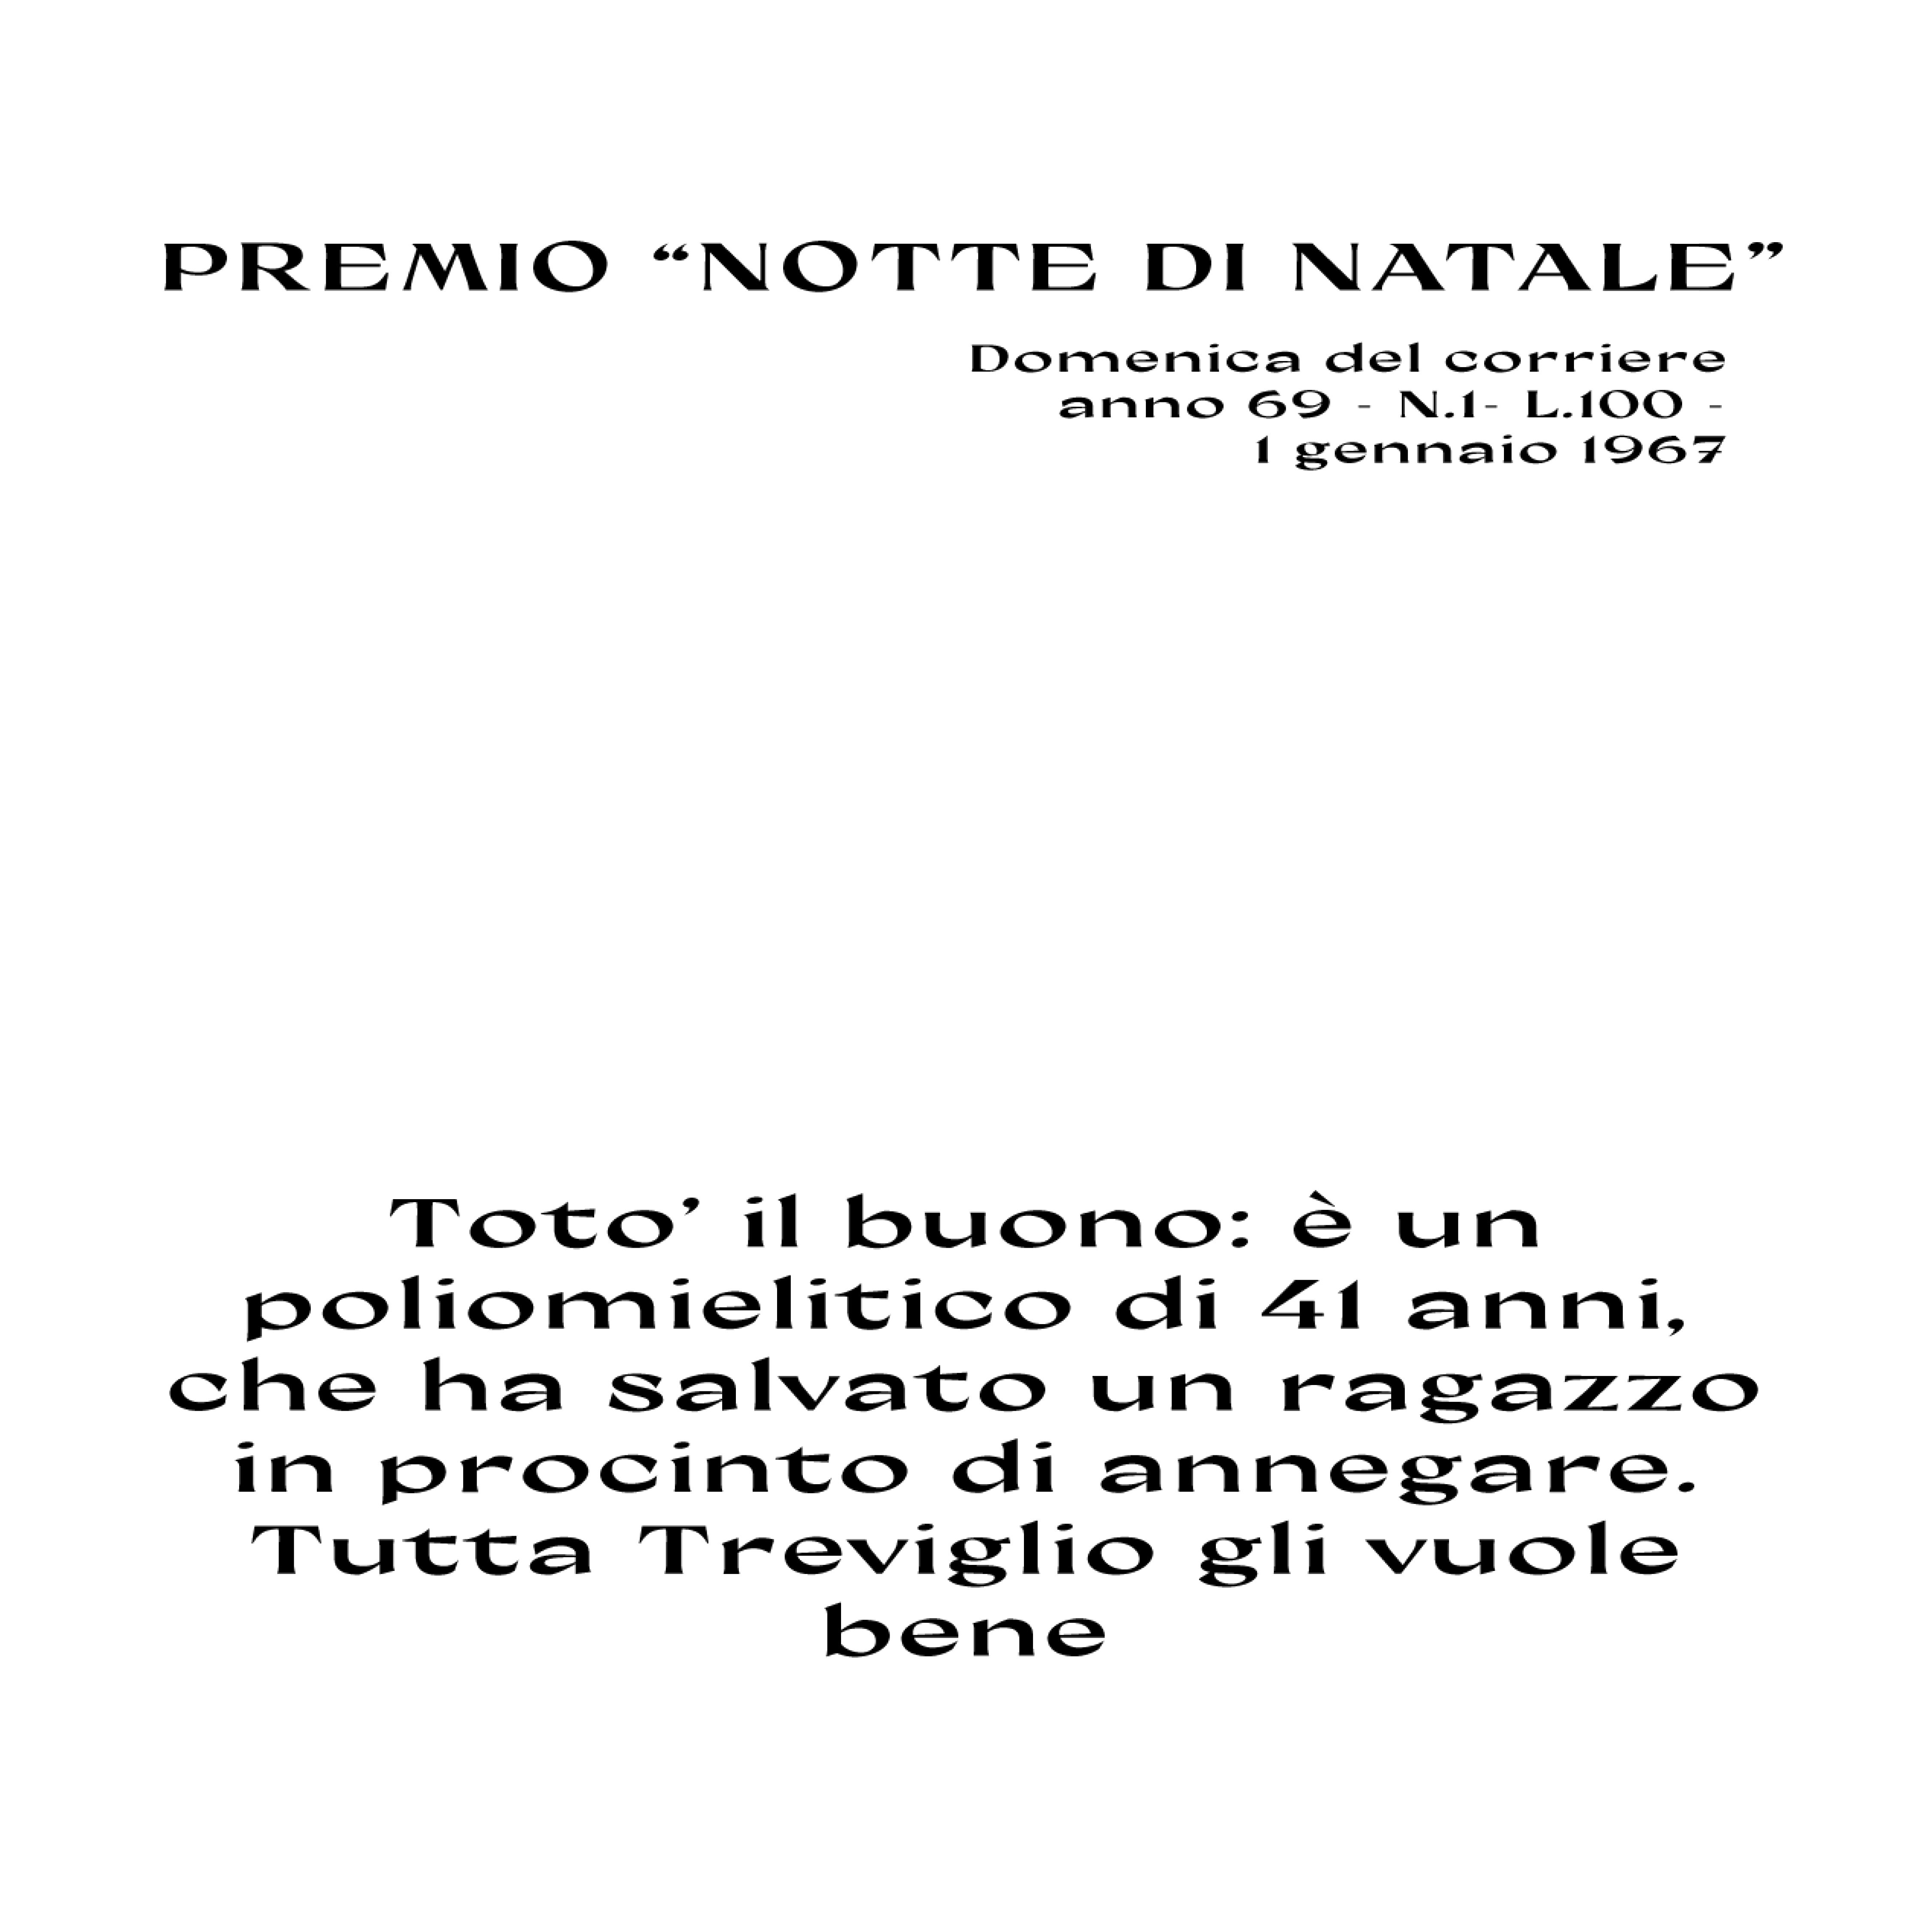 PREMIO “NOTTE DI NATALE”
Domenica del corriere
anno 69 - N.1- L.100 -
1 gennaio 1967
Toto’ il buono: è un
poliomielitico di 41 anni,
che ha salvato un ragazzo
in procinto di annegare.
Tutta Treviglio gli vuole
bene